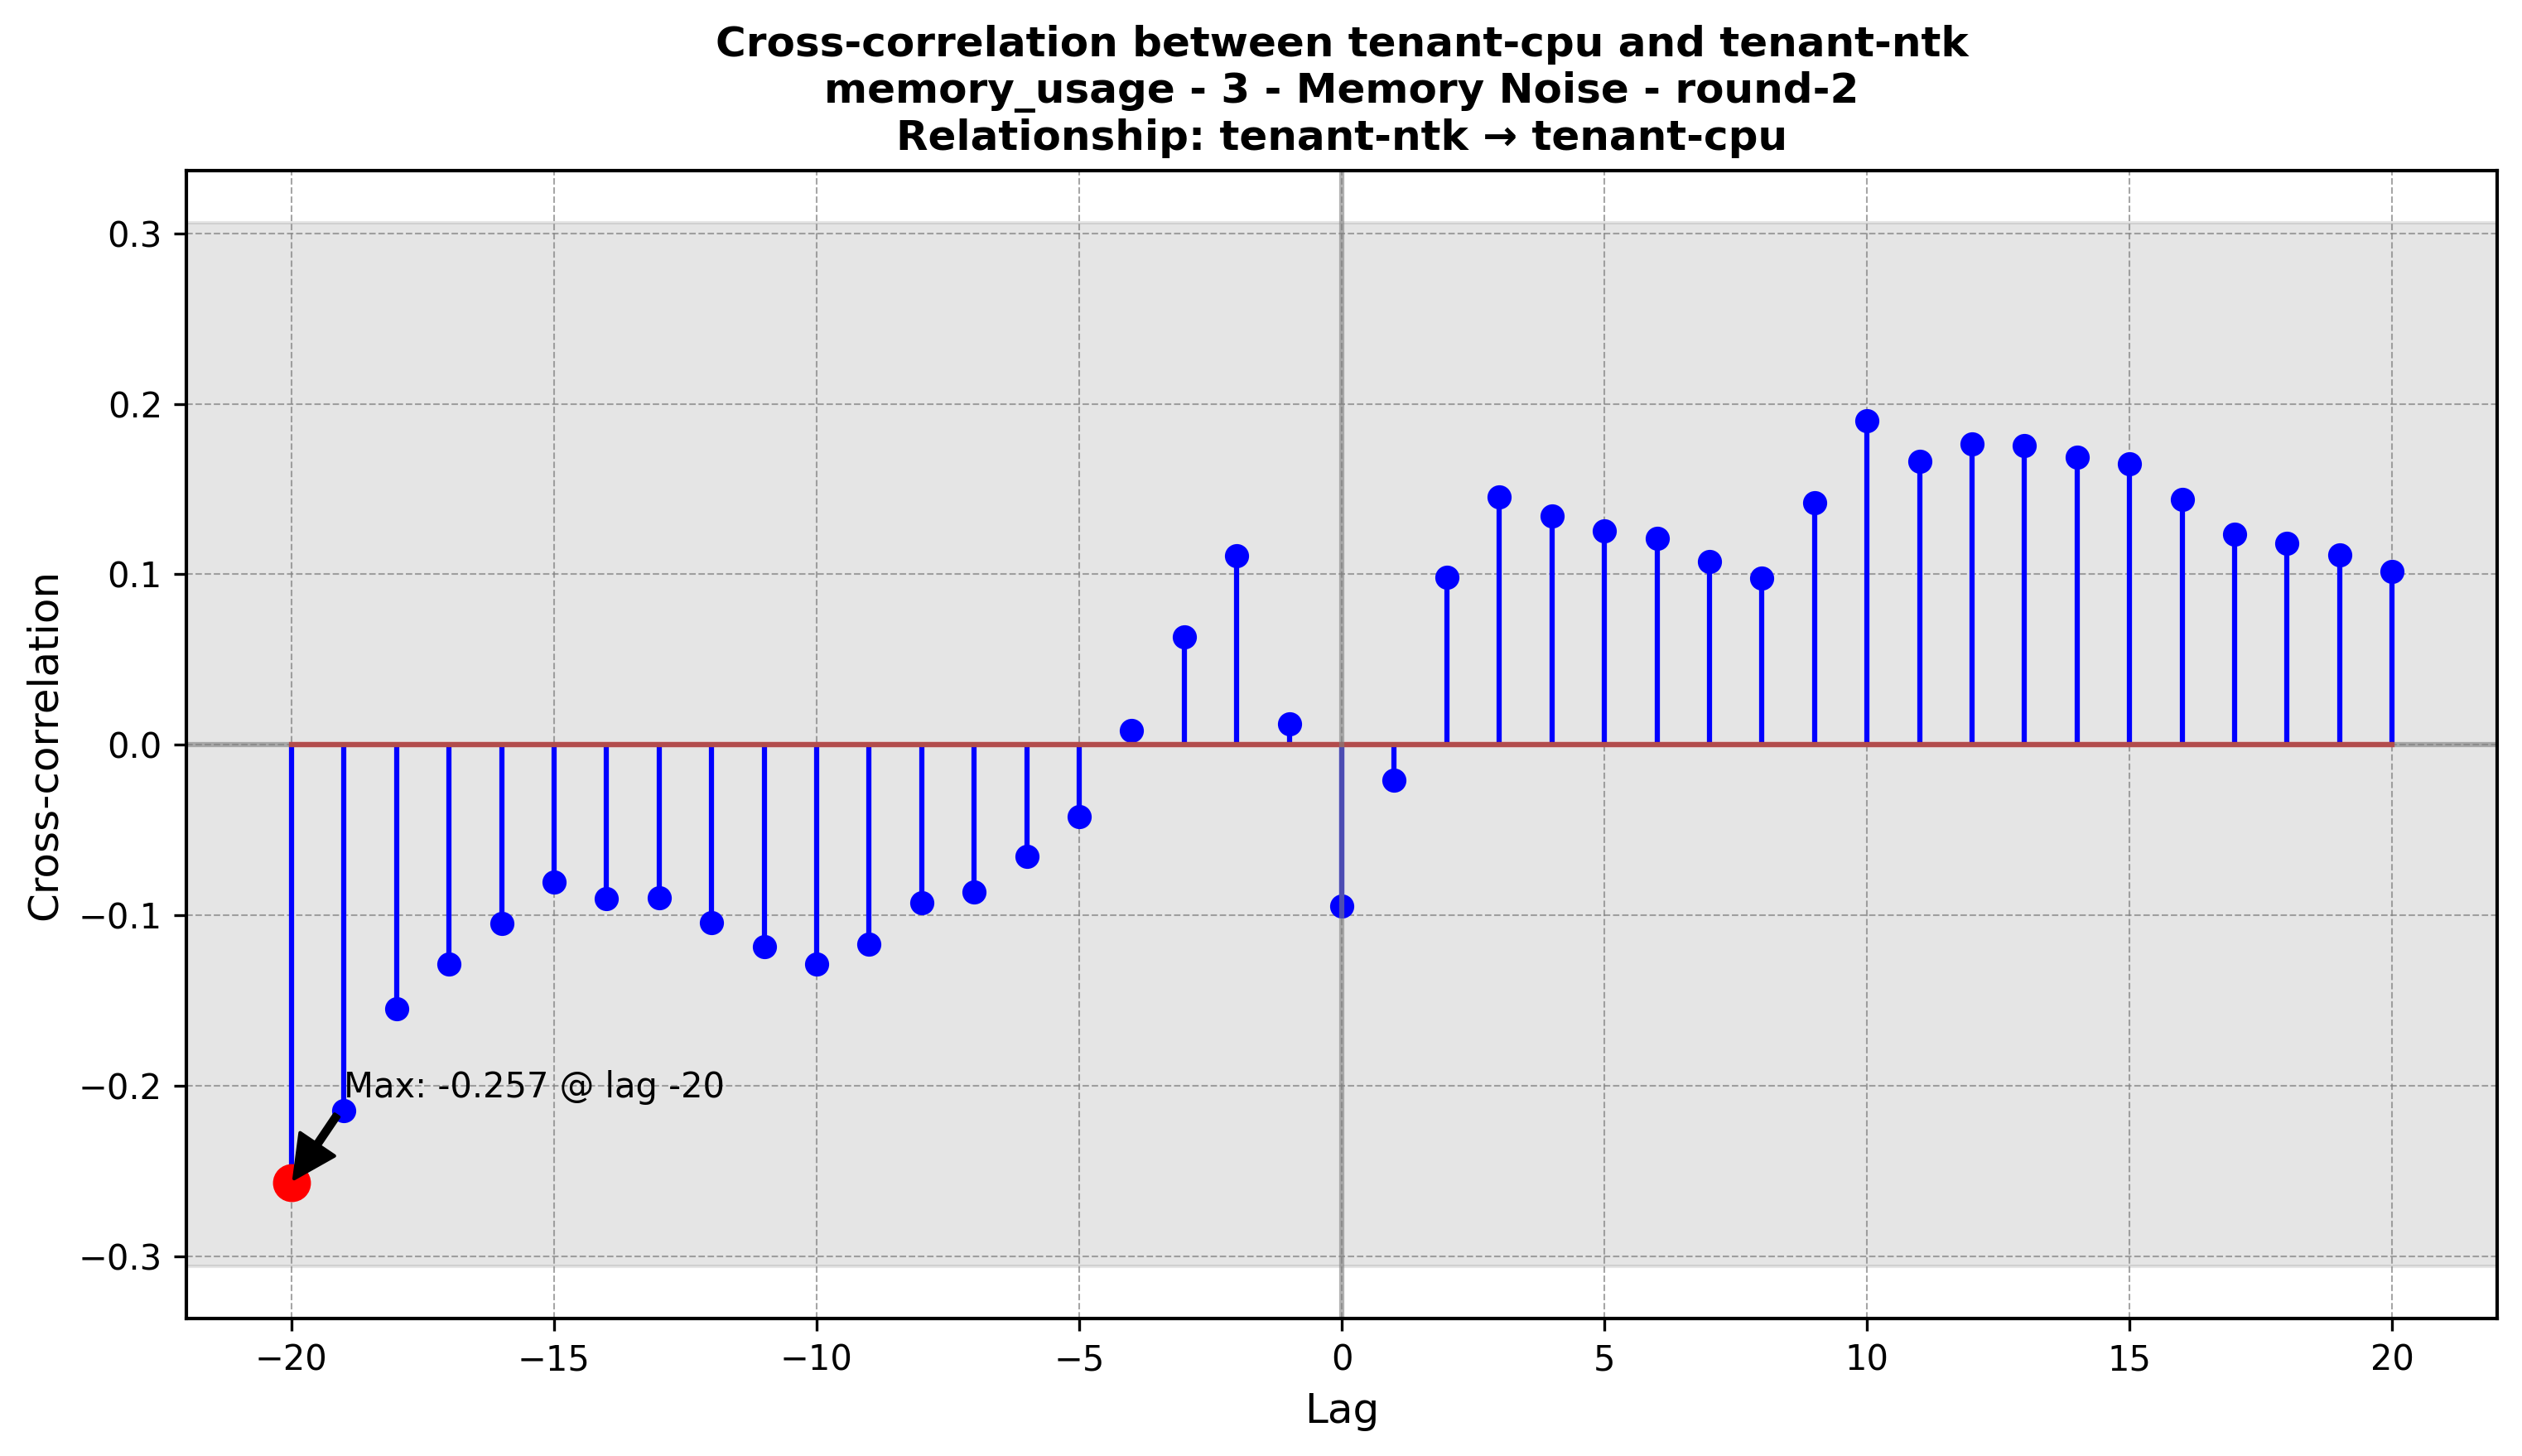 Cross-correlation between tenant-cpu and tenant-ntk
memory_usage - 3 - Memory Noise - round-2
Relationship: tenant-ntk → tenant-cpu
Cross-correlation
0.3
0.2
0.1
0.0
−0.1
−0.2
−0.3
Max: -0.257 @ lag -20
−20
−15
−10
−5
0
5
10
15
20
Lag